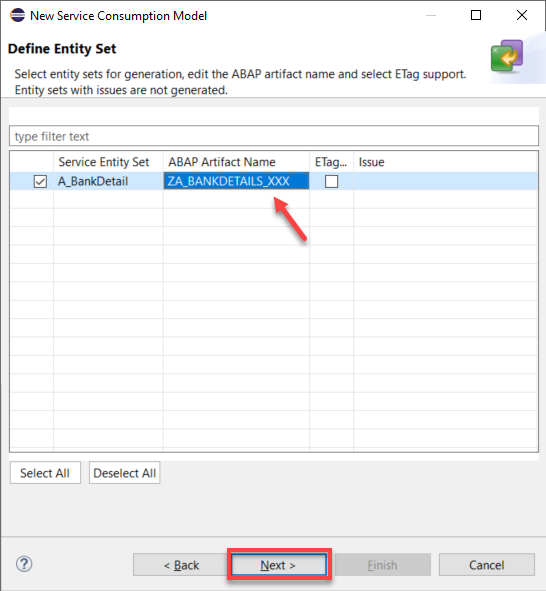 New Service Consumption Model
Define Entity Set
Select entity sets for generation, edit the ABAP artifact name and select ETag support.
Entity sets with issues are not generated.
type filter text
Service Entity Set ABAP Artifact Name ETag... Issue
A_BankDetail ZA_BANKDETAILS_XXX
Select All Deselect All
? < Back Next > Finish Cancel